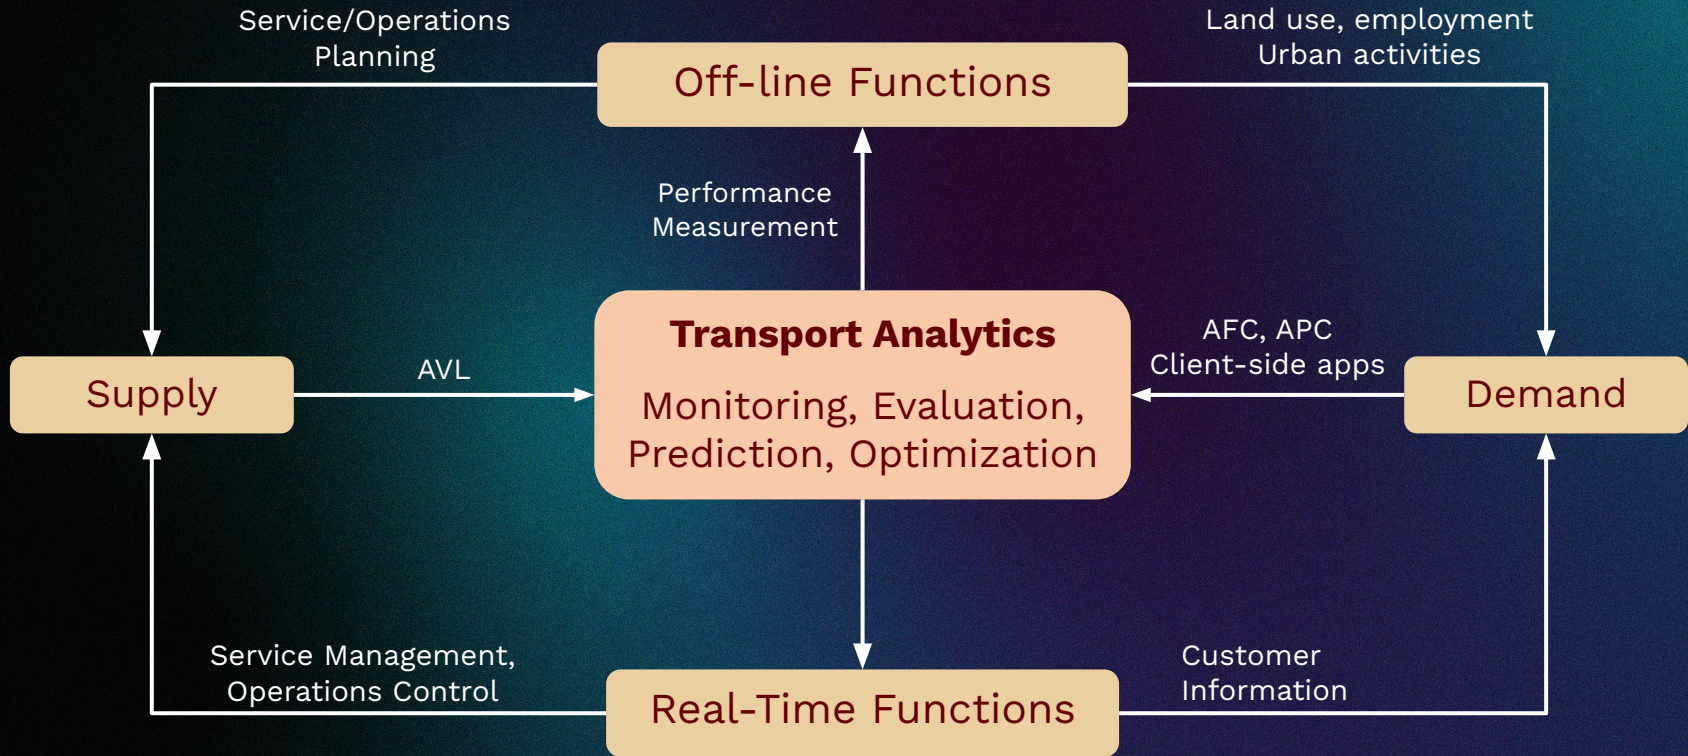 Service/Operations
Planning
Off-line Functions
Land use, employment
Urban activities
Performance
Measurement
Transport Analytics
Monitoring, Evaluation,
Prediction, Optimization
Supply
AVL
AFC, APC
Client-side apps
Demand
Service Management,
Operations Control
Real-Time Functions
Customer
Information